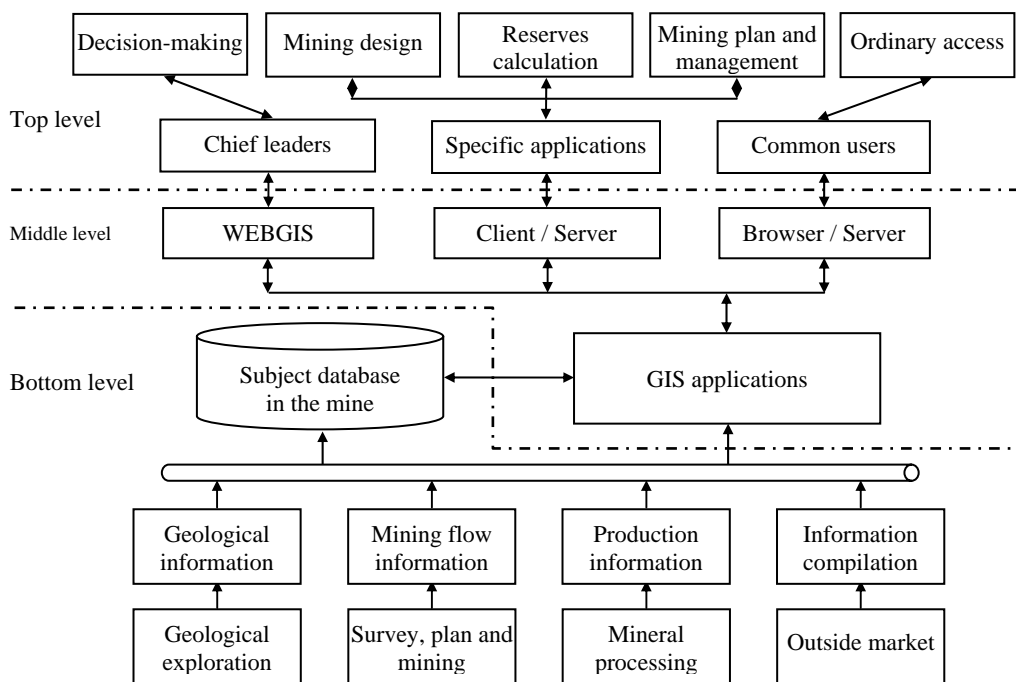 Decision-making
Mining design
Reserves
calculation
Mining plan and
management
Ordinary access
Top level
Chief leaders
Specific applications
Common users
Middle level
WEBGIS
Client / Server
Browser / Server
Bottom level
Subject database
in the mine
GIS applications
Geological
information
Mining flow
information
Production
information
Information
compilation
Geological
exploration
Survey, plan and
mining
Mineral
processing
Outside market